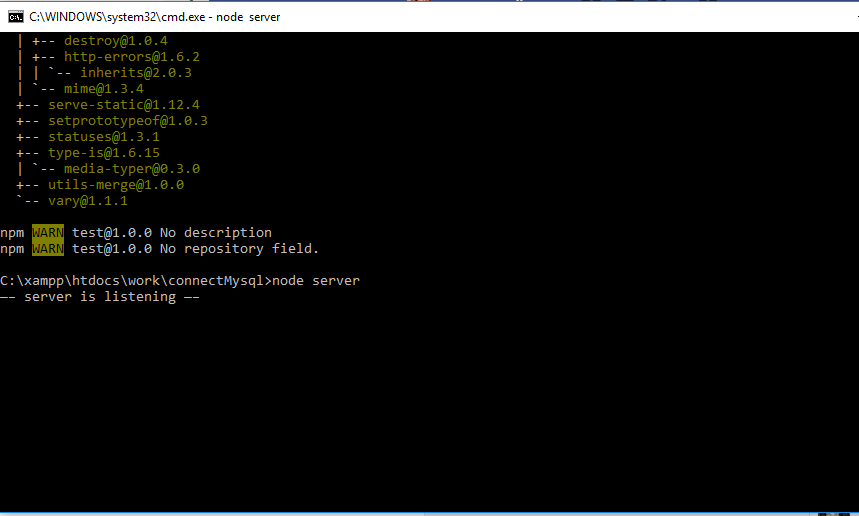 C:\WINDOWS\system32\cmd.exe - node  server
| +-- destroy@1.0.4
| +-- http-errors@1.6.2
| | `-- inherits@2.0.3
| `-- mime@1.3.4
+-- serve-static@1.12.4
+-- setprototypeof@1.0.3
+-- statuses@1.3.1
+-- type-is@1.6.15
| `-- media-typer@0.3.0
+-- utils-merge@1.0.0
`-- vary@1.1.1
npm WARN test@1.0.0 No description
npm WARN test@1.0.0 No repository field.
C:\xampp\htdocs\work\connectMysql>node server
—— server is listening ——